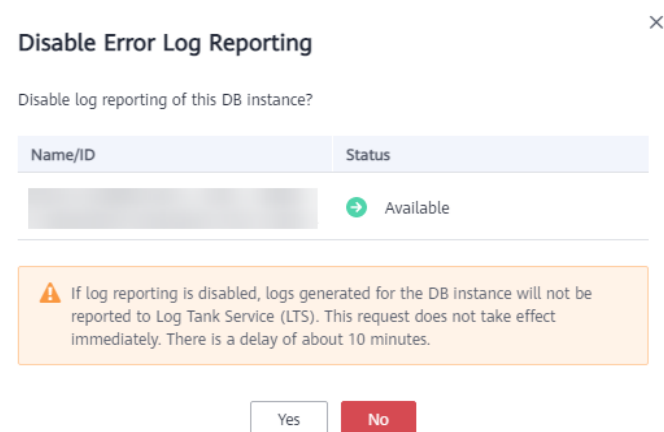 Disable Error Log Reporting
Disable log reporting of this DB instance?
Name/ID Status
Available
If log reporting is disabled, logs generated for the DB instance will not be
reported to Log Tank Service (LTS). This request does not take effect
immediately. There is a delay of about 10 minutes.
Yes No